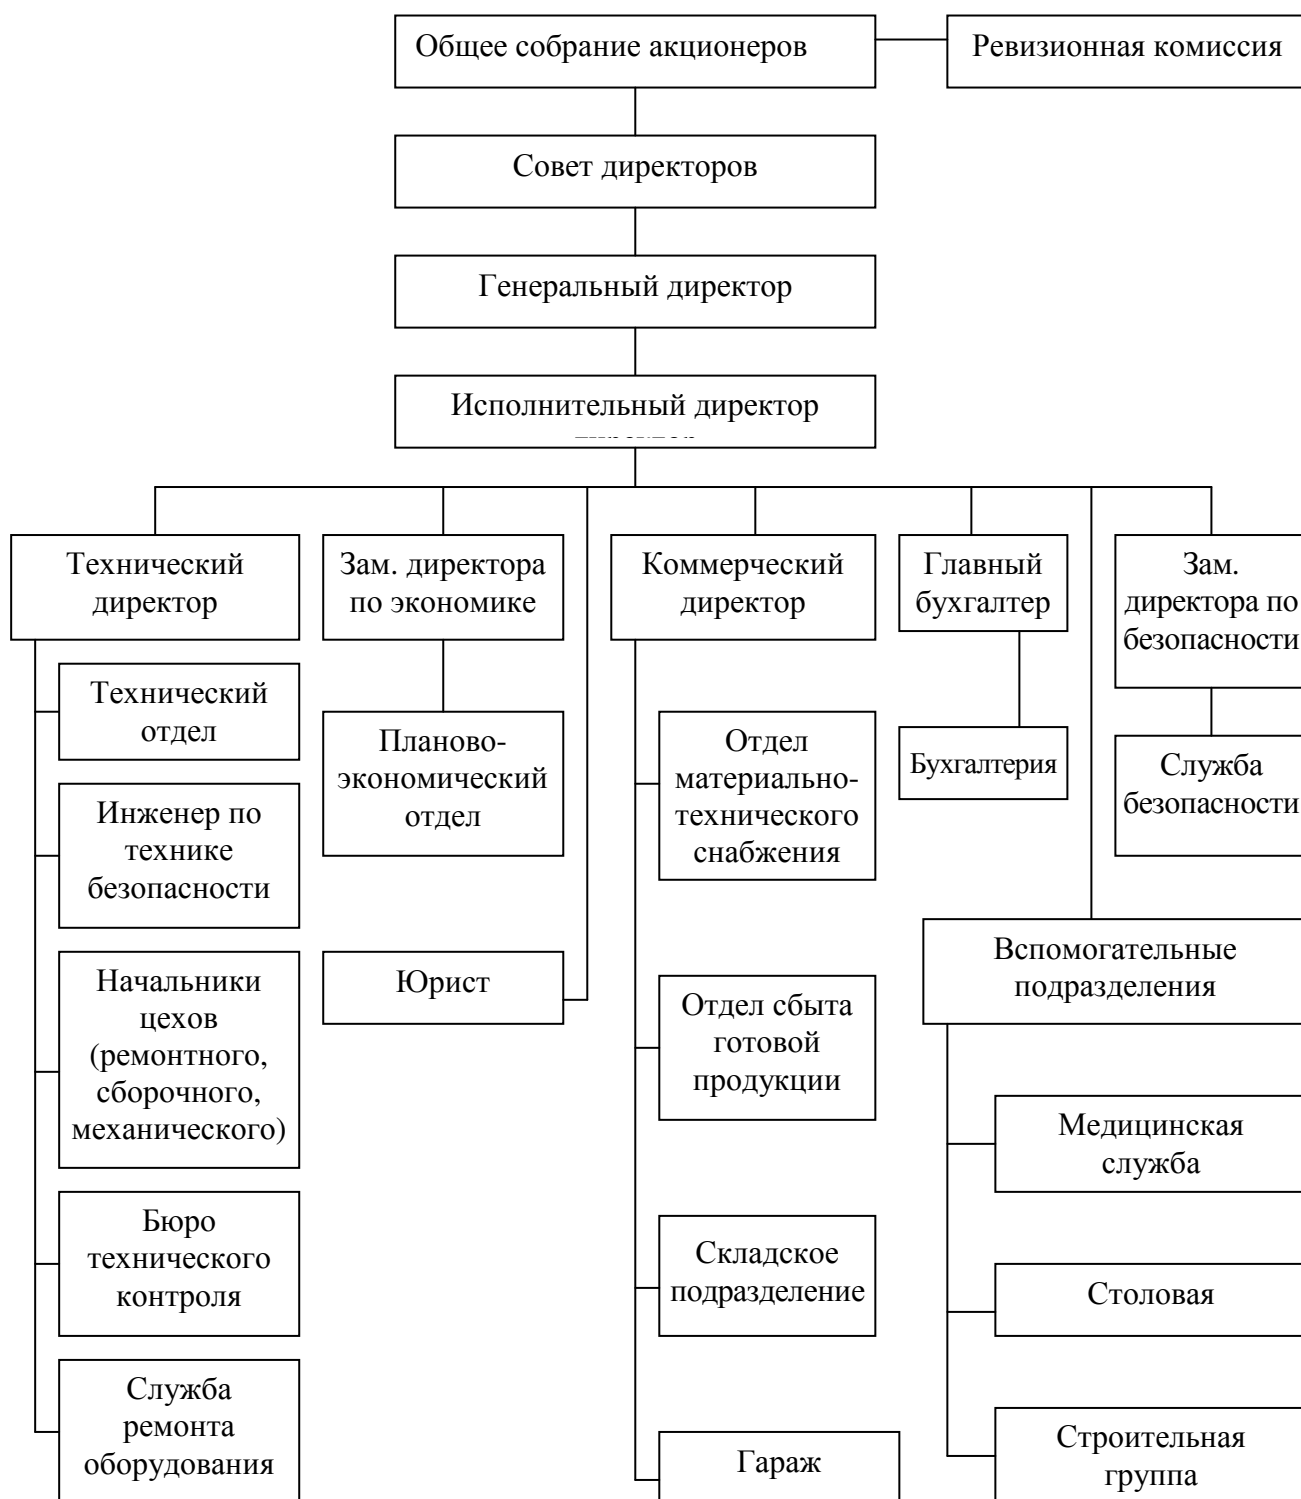 Общее собрание акционеров
Ревизионная комиссия
Совет директоров
Генеральный директор
Исполнительный директор
директор
Технический
директор
Зам. директора
по экономике
Коммерческий
директор
Главный
бухгалтер
Зам.
директора по
безопасности
Технический
отдел
Инженер по
технике
безопасности
Начальники
цехов
(ремонтного,
сборочного,
механического)
Бюро
технического
контроля
Служба
ремонта
оборудования
Планово-
экономический
отдел
Юрист
Отдел
материально-
технического
снабжения
Отдел сбыта
готовой
продукции
Складское
подразделение
Гараж
Бухгалтерия
Служба
безопасности
Вспомогательные
подразделения
Медицинская
служба
Столовая
Строительная
группа